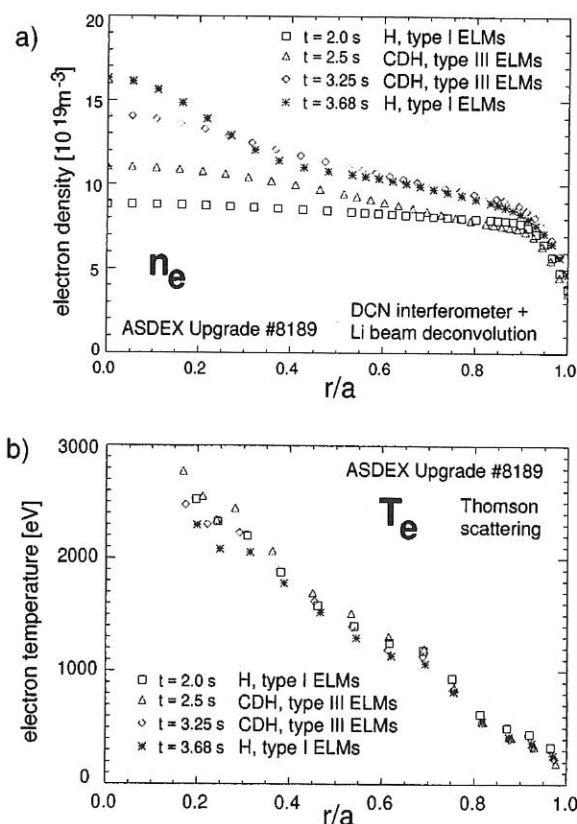 a)
electron density [10^19 m^-3]
20
15
10
5
0
□ t = 2.0 s H, type I ELMs
△ t = 2.5 s CDH, type III ELMs
◇ t = 3.25 s CDH, type III ELMs
✳ t = 3.68 s H, type I ELMs
n_e
ASDEX Upgrade #8189
DCN interferometer +
Li beam deconvolution
0.0 0.2 0.4 0.6 0.8 1.0
r/a
b)
electron temperature [eV]
3000
2000
1000
0
ASDEX Upgrade #8189
T_e
Thomson
scattering
□ t = 2.0 s H, type I ELMs
△ t = 2.5 s CDH, type III ELMs
◇ t = 3.25 s CDH, type III ELMs
✳ t = 3.68 s H, type I ELMs
0.0 0.2 0.4 0.6 0.8 1.0
r/a